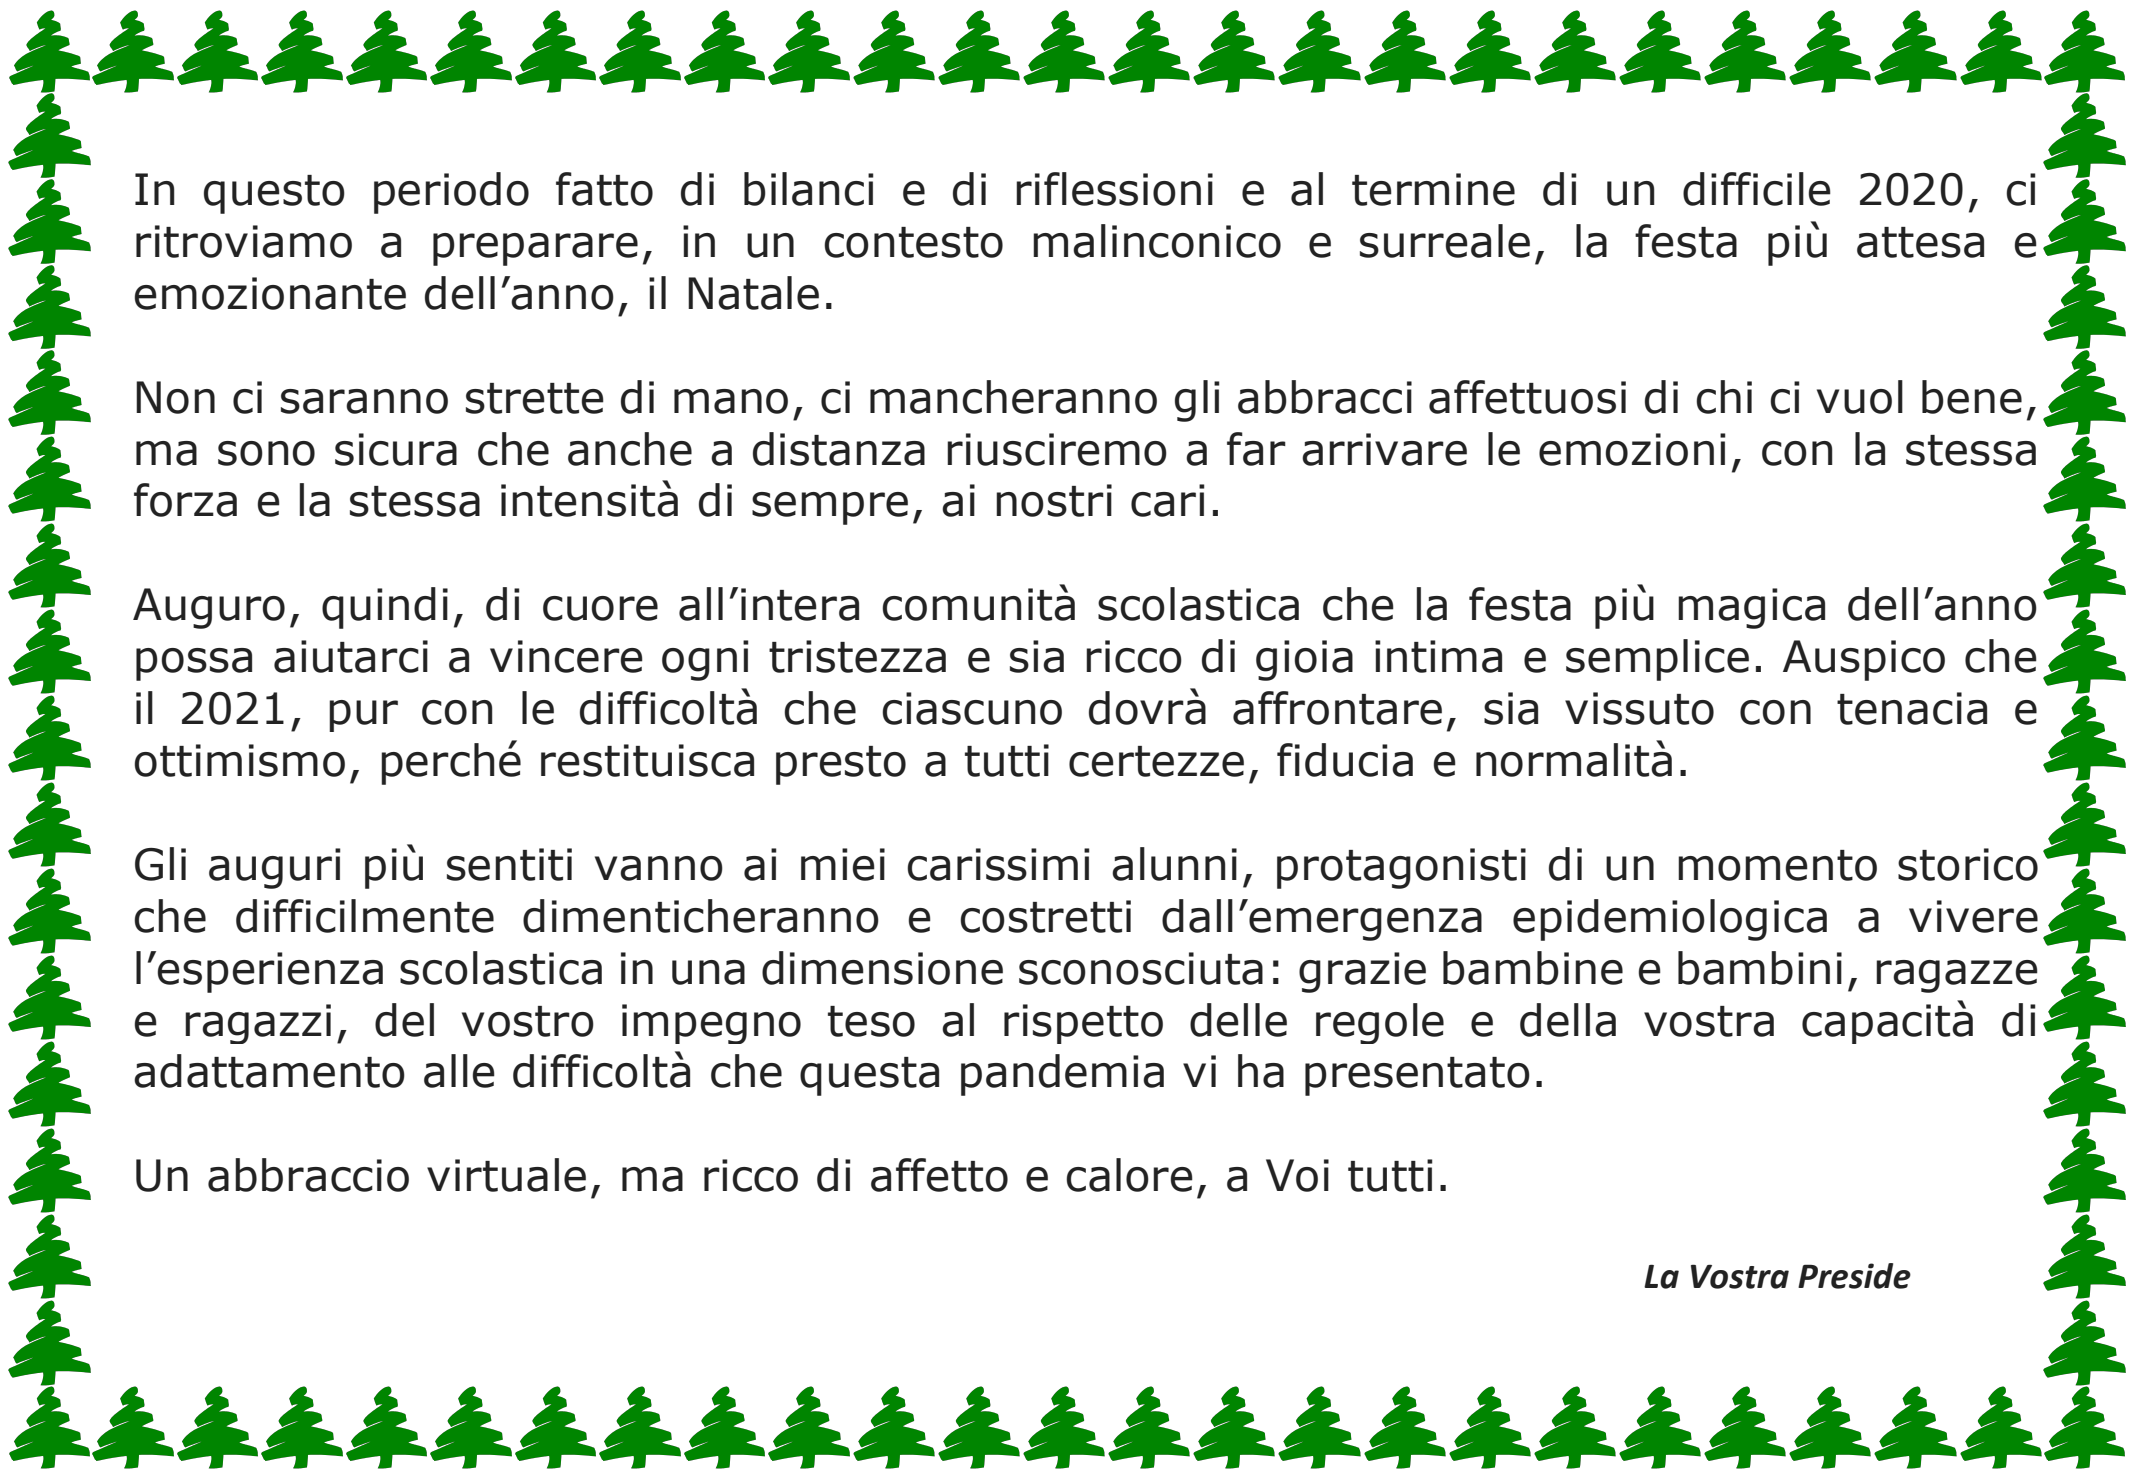 In questo periodo fatto di bilanci e di riflessioni e al termine di un difficile 2020, ci
ritroviamo a preparare, in un contesto malinconico e surreale, la festa più attesa e
emozionante dell’anno, il Natale.
Non ci saranno strette di mano, ci mancheranno gli abbracci affettuosi di chi ci vuol bene,
ma sono sicura che anche a distanza riusciremo a far arrivare le emozioni, con la stessa
forza e la stessa intensità di sempre, ai nostri cari.
Auguro, quindi, di cuore all’intera comunità scolastica che la festa più magica dell’anno
possa aiutarci a vincere ogni tristezza e sia ricco di gioia intima e semplice. Auspico che
il 2021, pur con le difficoltà che ciascuno dovrà affrontare, sia vissuto con tenacia e
ottimismo, perché restituisca presto a tutti certezze, fiducia e normalità.
Gli auguri più sentiti vanno ai miei carissimi alunni, protagonisti di un momento storico
che difficilmente dimenticheranno e costretti dall’emergenza epidemiologica a vivere
l’esperienza scolastica in una dimensione sconosciuta: grazie bambine e bambini, ragazze
e ragazzi, del vostro impegno teso al rispetto delle regole e della vostra capacità di
adattamento alle difficoltà che questa pandemia vi ha presentato.
Un abbraccio virtuale, ma ricco di affetto e calore, a Voi tutti.
La Vostra Preside